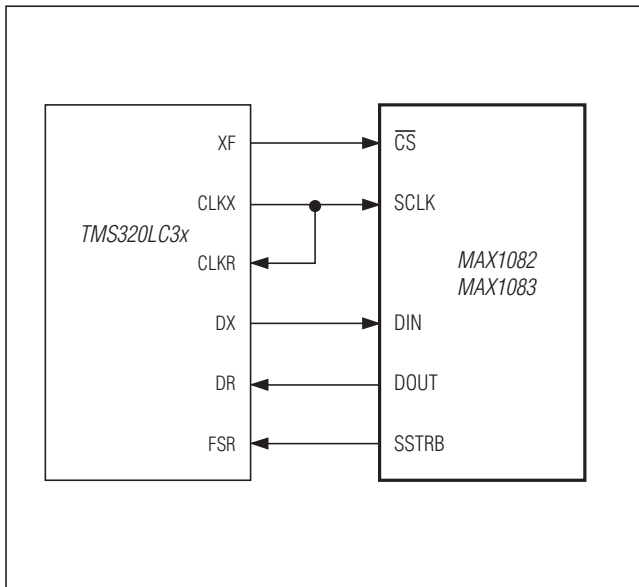 XF
CLKX
TMS320LC3x
CLKR
DX
DR
FSR
CS
SCLK
MAX1082
MAX1083
DIN
DOUT
SSTRB